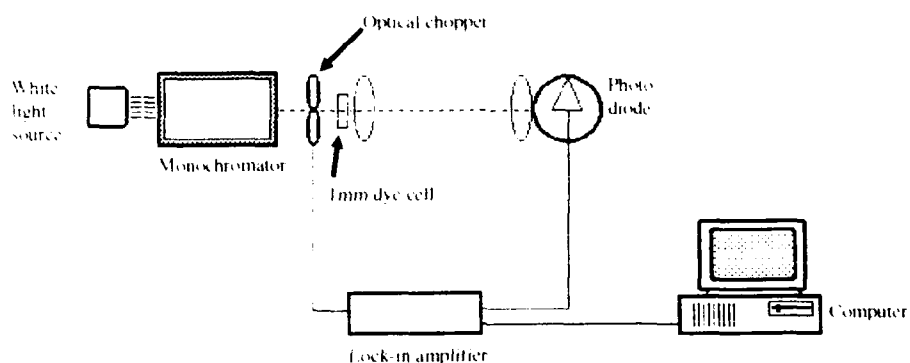 Optical chopper
White
light
source
Photo
diode
Monochromator
1mm dye cell
Computer
Lock-in amplifier